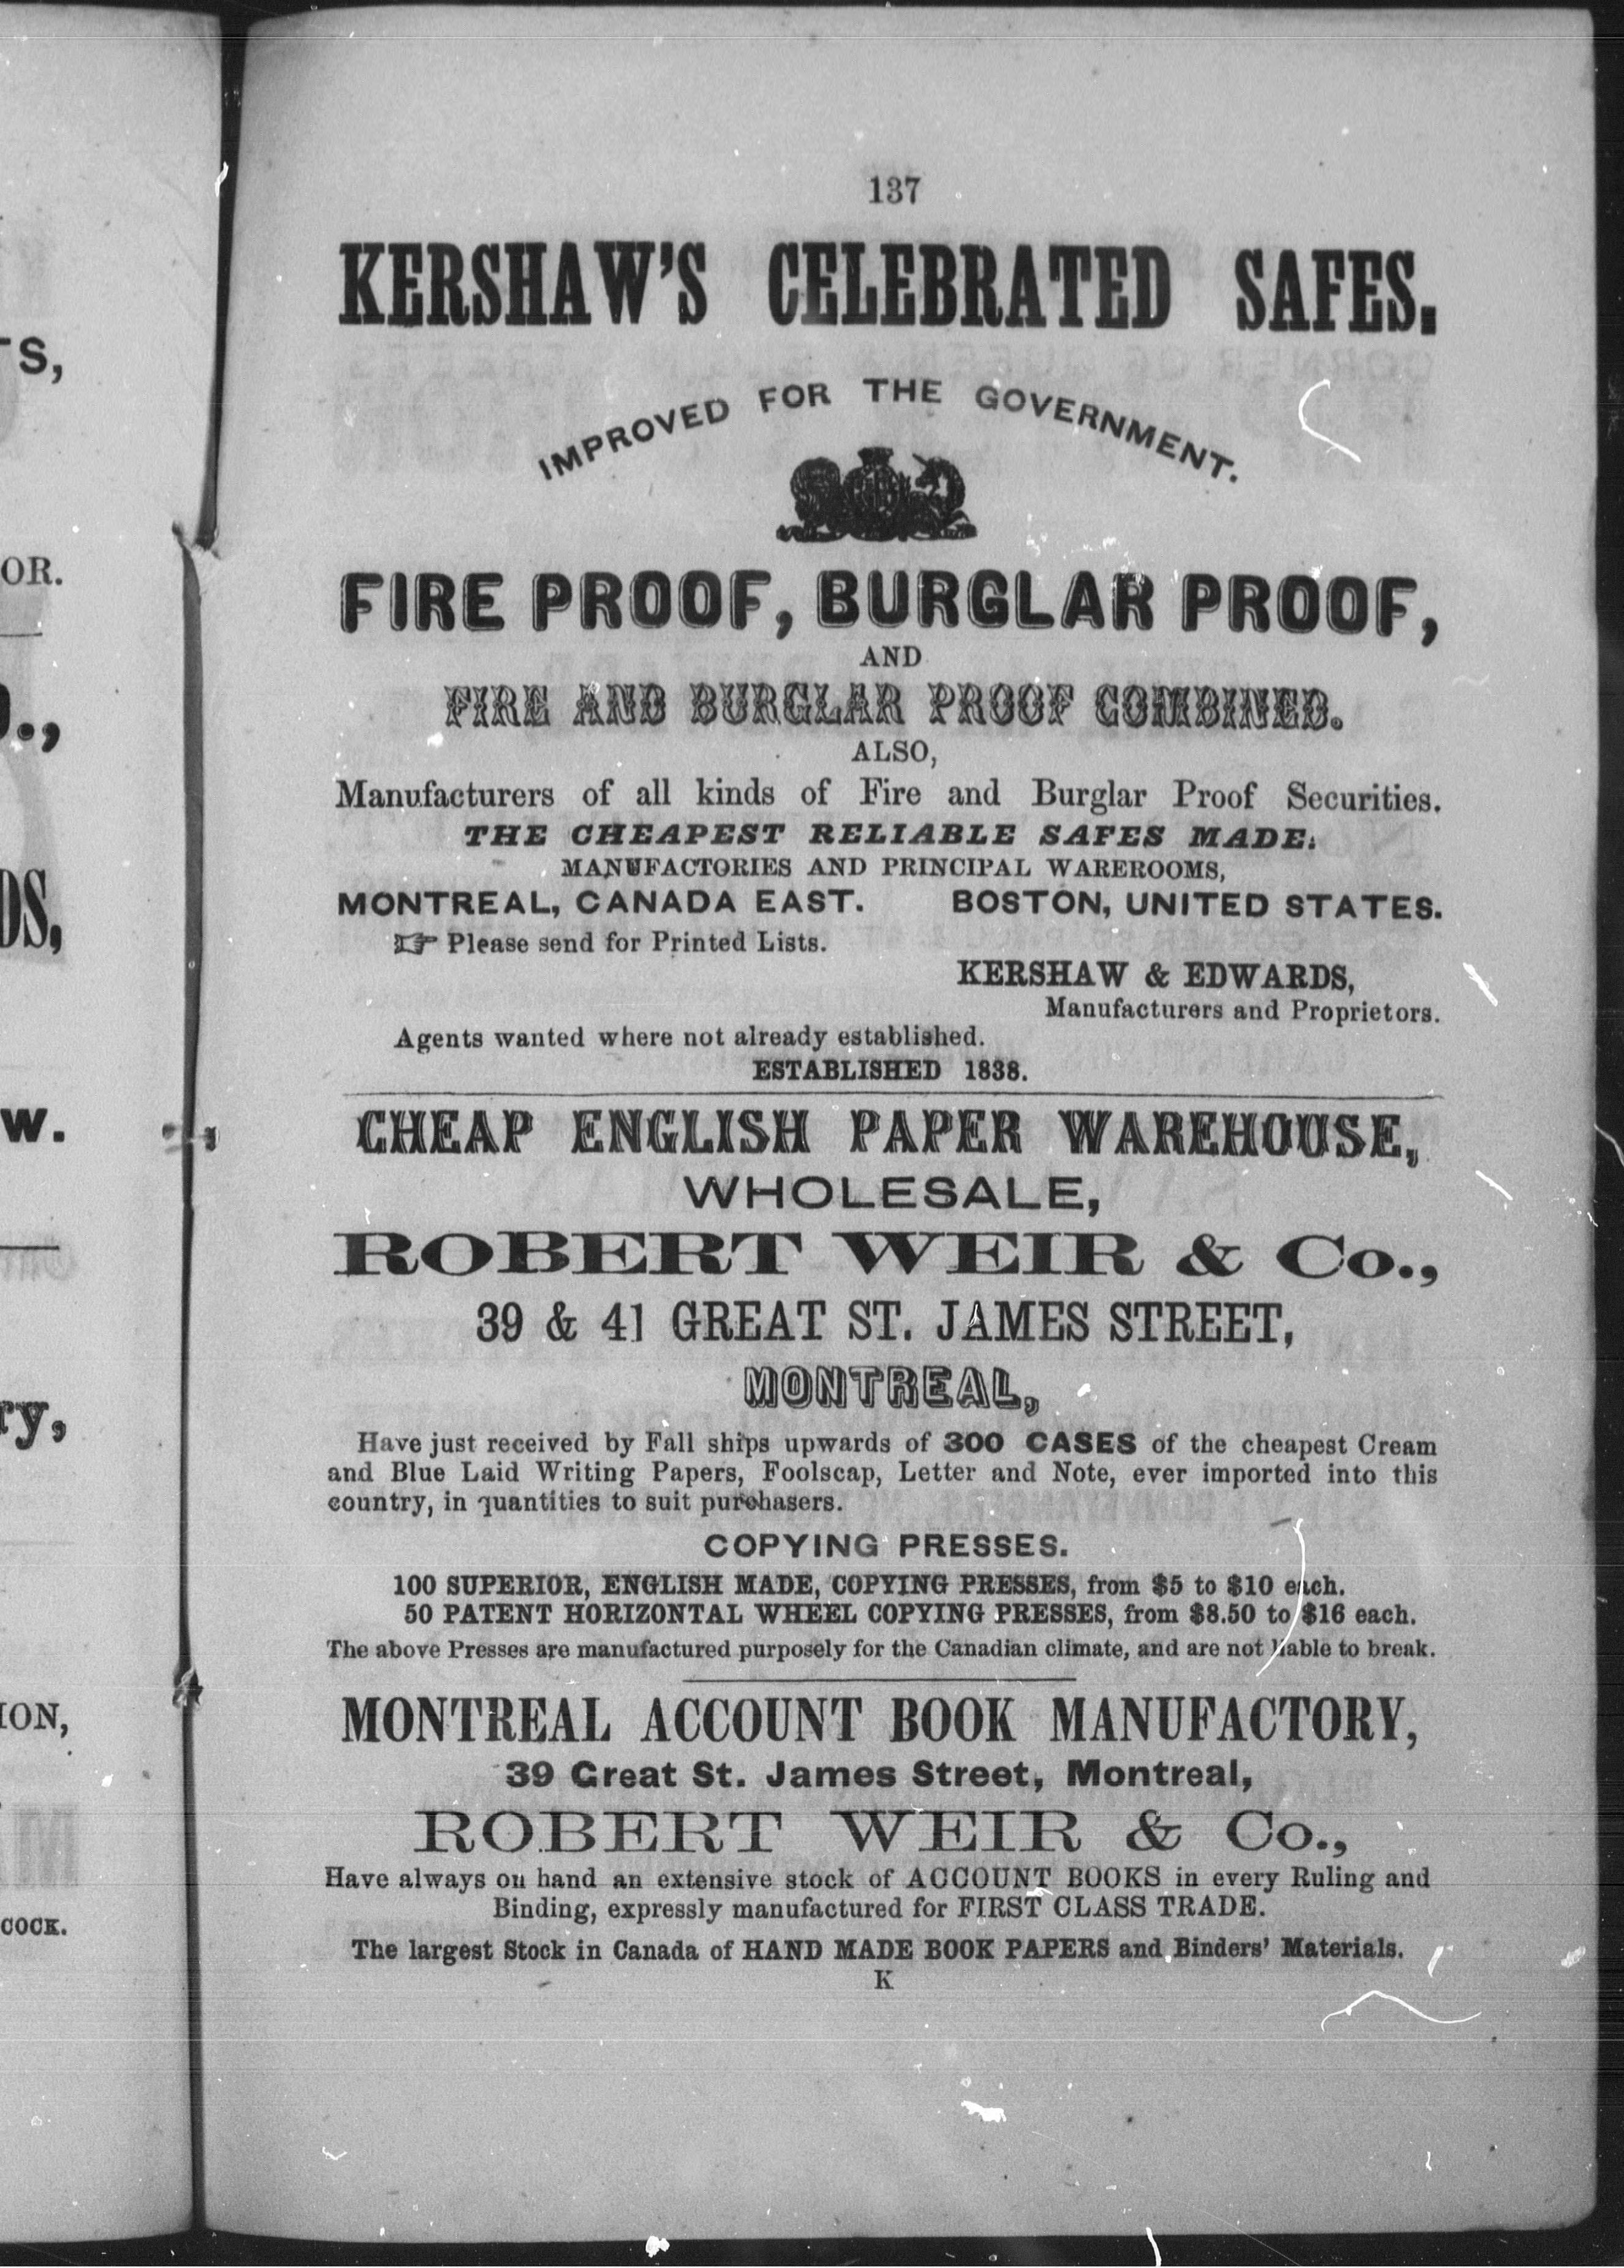 TS,
OR.
DS,
W.
ry,
ION,
COCK.
137
KERSHAW'S CELEBRATED SAFES.
IMPROVED FOR THE GOVERNMENT.
FIRE PROOF, BURGLAR PROOF,
AND
FIRE AND BURGLAR PROOF COMBINED.
ALSO,
Manufacturers of all kinds of Fire and Burglar Proof Securities.
THE CHEAPEST RELIABLE SAFES MADE.
MANUFACTORIES AND PRINCIPAL WAREROOMS,
MONTREAL, CANADA EAST. BOSTON, UNITED STATES.
☞ Please send for Printed Lists.
KERSHAW & EDWARDS,
Manufacturers and Proprietors.
Agents wanted where not already established.
ESTABLISHED 1838.
CHEAP ENGLISH PAPER WAREHOUSE,
WHOLESALE,
ROBERT WEIR & Co.,
39 & 41 GREAT ST. JAMES STREET,
MONTREAL,
Have just received by Fall ships upwards of 300 CASES of the cheapest Cream
and Blue Laid Writing Papers, Foolscap, Letter and Note, ever imported into this
country, in quantities to suit purchasers.
COPYING PRESSES.
100 SUPERIOR, ENGLISH MADE, COPYING PRESSES, from $5 to $10 each.
50 PATENT HORIZONTAL WHEEL COPYING PRESSES, from $8.50 to $16 each.
The above Presses are manufactured purposely for the Canadian climate, and are not liable to break.
MONTREAL ACCOUNT BOOK MANUFACTORY,
39 Great St. James Street, Montreal,
ROBERT WEIR & Co.,
Have always on hand an extensive stock of ACCOUNT BOOKS in every Ruling and
Binding, expressly manufactured for FIRST CLASS TRADE.
The largest Stock in Canada of HAND MADE BOOK PAPERS and Binders' Materials.
K